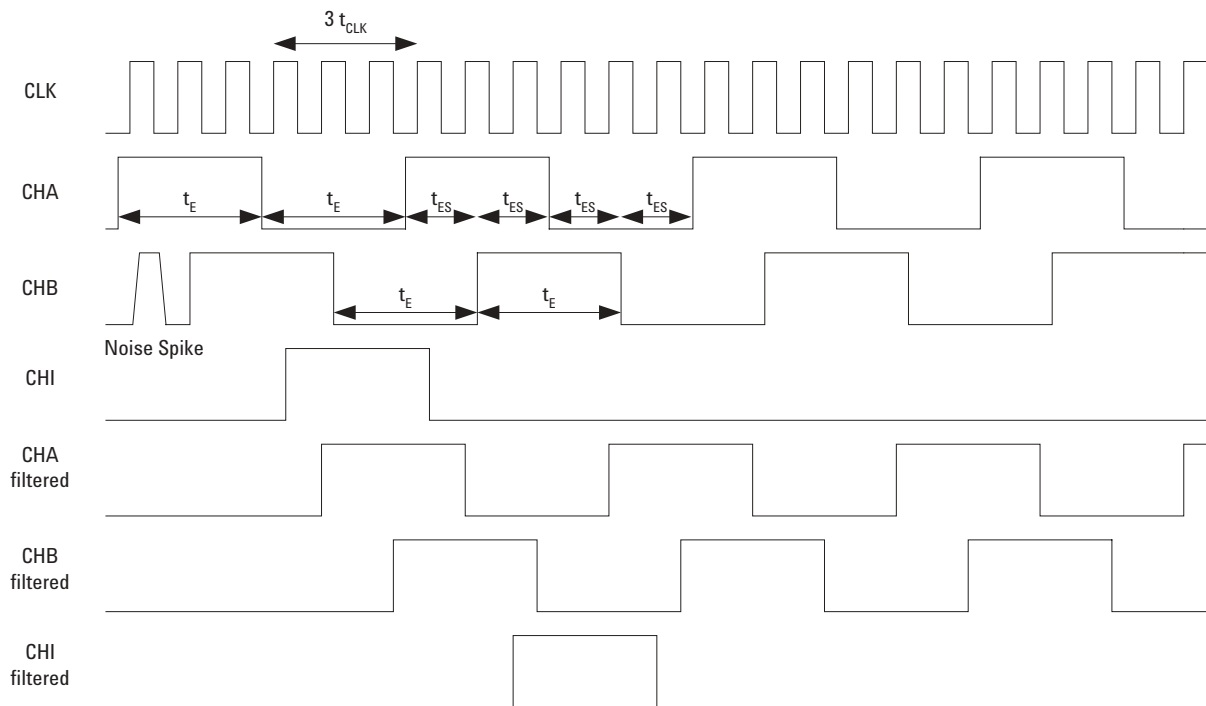 3 tCLK
CLK
CHA
tE
tE
tES
tES
tES
tES
CHB
tE
tE
Noise Spike
CHI
CHA
filtered
CHB
filtered
CHI
filtered